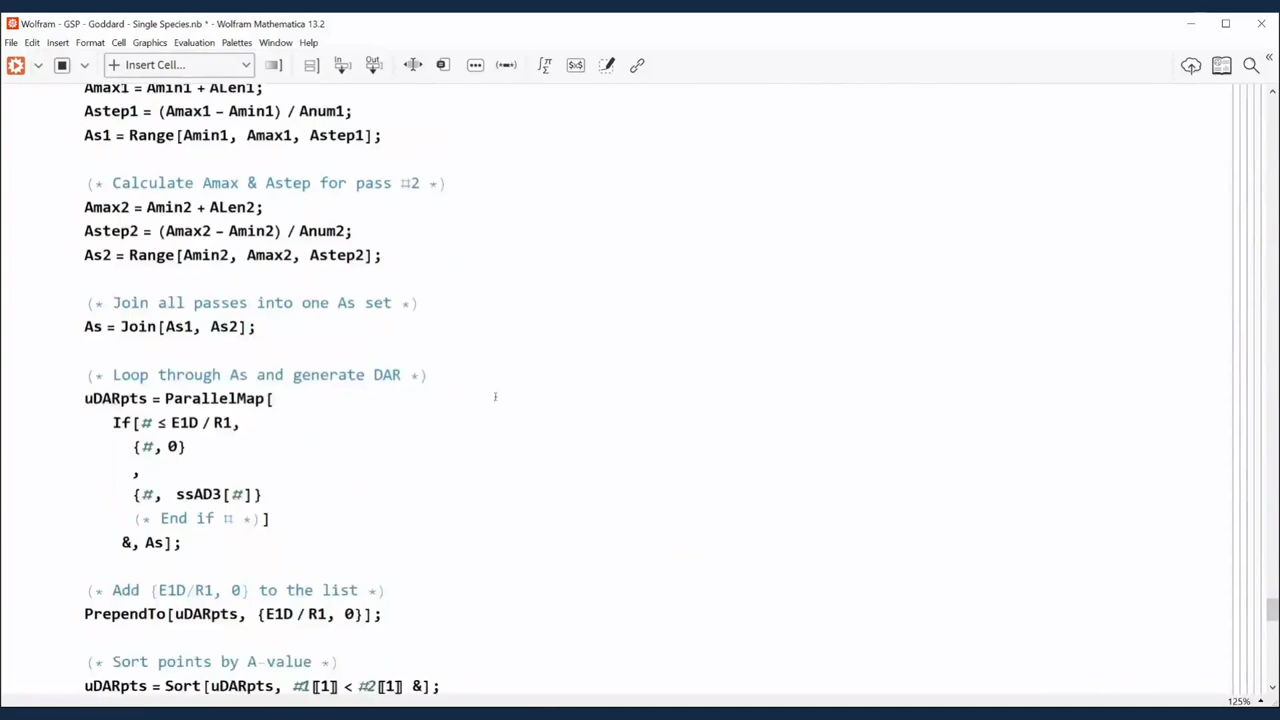 Wolfram - GSP - Goddard - Single Species.nb * - Wolfram Mathematica 13.2
File Edit Insert Format Cell Graphics Evaluation Palettes Window Help
+ Insert Cell... In Out ∑∫π $x$
Amax1 = Amin1 + ALen1;
Astep1 = (Amax1 - Amin1) / Anum1;
As1 = Range[Amin1, Amax1, Astep1];
(* Calculate Amax & Astep for pass #2 *)
Amax2 = Amin2 + ALen2;
Astep2 = (Amax2 - Amin2) / Anum2;
As2 = Range[Amin2, Amax2, Astep2];
(* Join all passes into one As set *)
As = Join[As1, As2];
(* Loop through As and generate DAR *)
uDARpts = ParallelMap[
If[# ≤ E1D / R1,
{#, 0}
,
{#, ssAD3[#]}
(* End if # *)]
&, As];
(* Add {E1D/R1, 0} to the list *)
PrependTo[uDARpts, {E1D / R1, 0}];
(* Sort points by A-value *)
uDARpts = Sort[uDARpts, #1〚1〛 < #2〚1〛 &];
125%